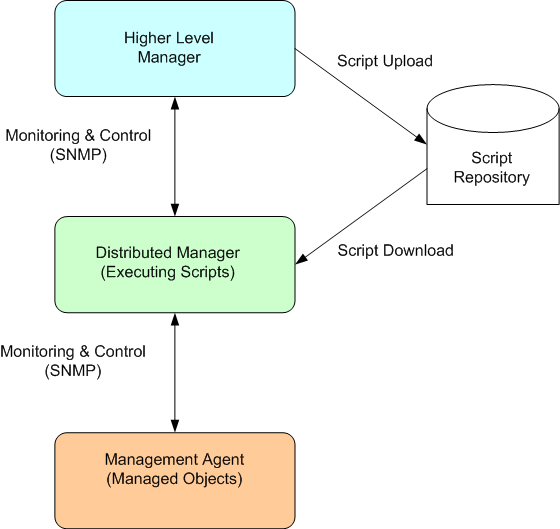 Higher Level
Manager
Script Upload
Monitoring & Control
(SNMP)
Script
Repository
Distributed Manager
(Executing Scripts)
Script Download
Monitoring & Control
(SNMP)
Management Agent
(Managed Objects)